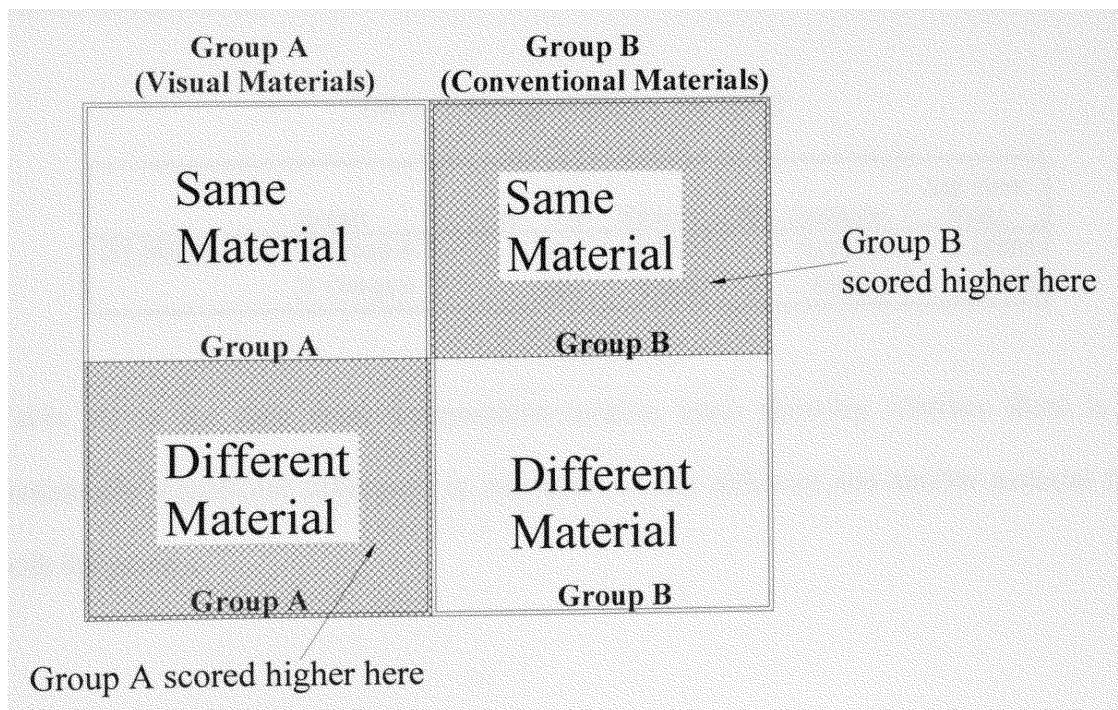 Group A
(Visual Materials)
Group B
(Conventional Materials)
Same
Material
Group A
Same
Material
Group B
Group B
scored higher here
Different
Material
Group A
Different
Material
Group B
Group A scored higher here